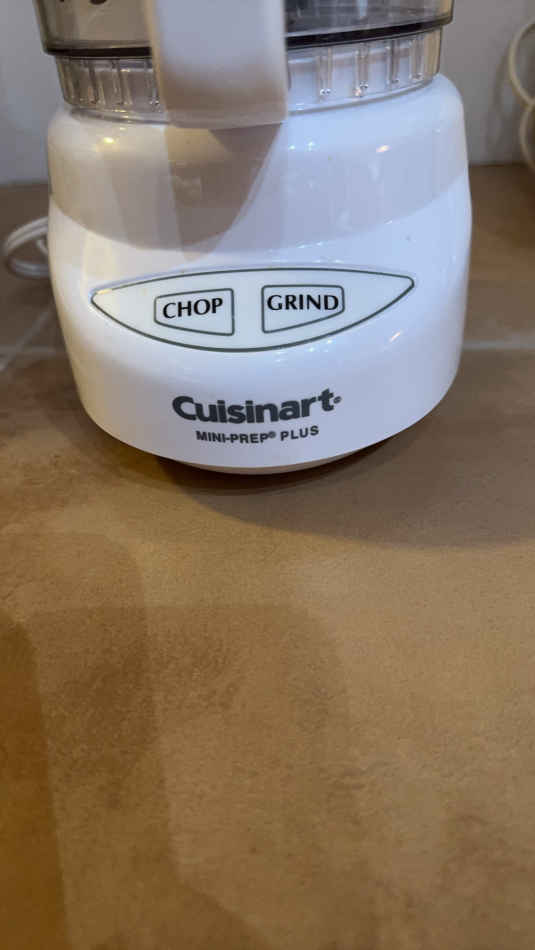 CHOP GRIND
Cuisinart®
MINI-PREP® PLUS